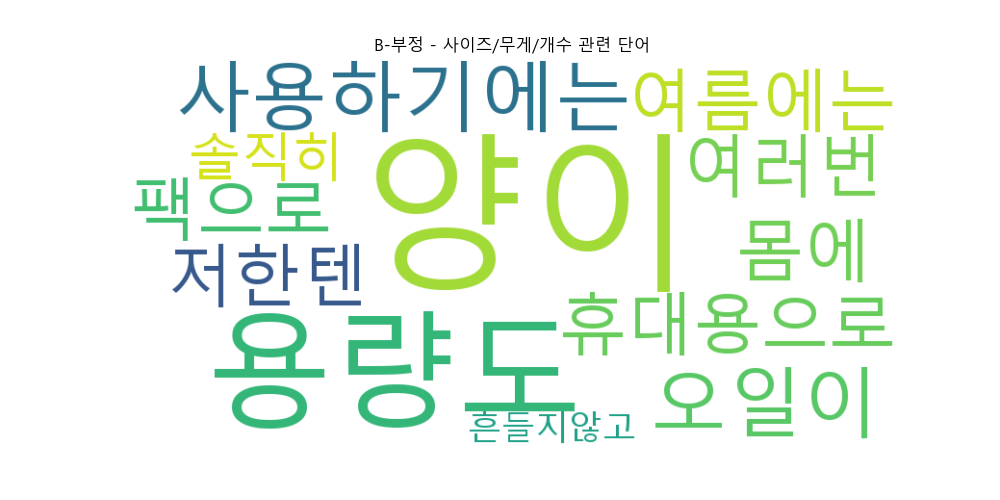 B-부정 - 사이즈/무게/개수 관련 단어
사용하기에는
여름에는
솔직히
양이
여러번
팩으로
몸에
저한텐
휴대용으로
용량도
오일이
흔들지않고